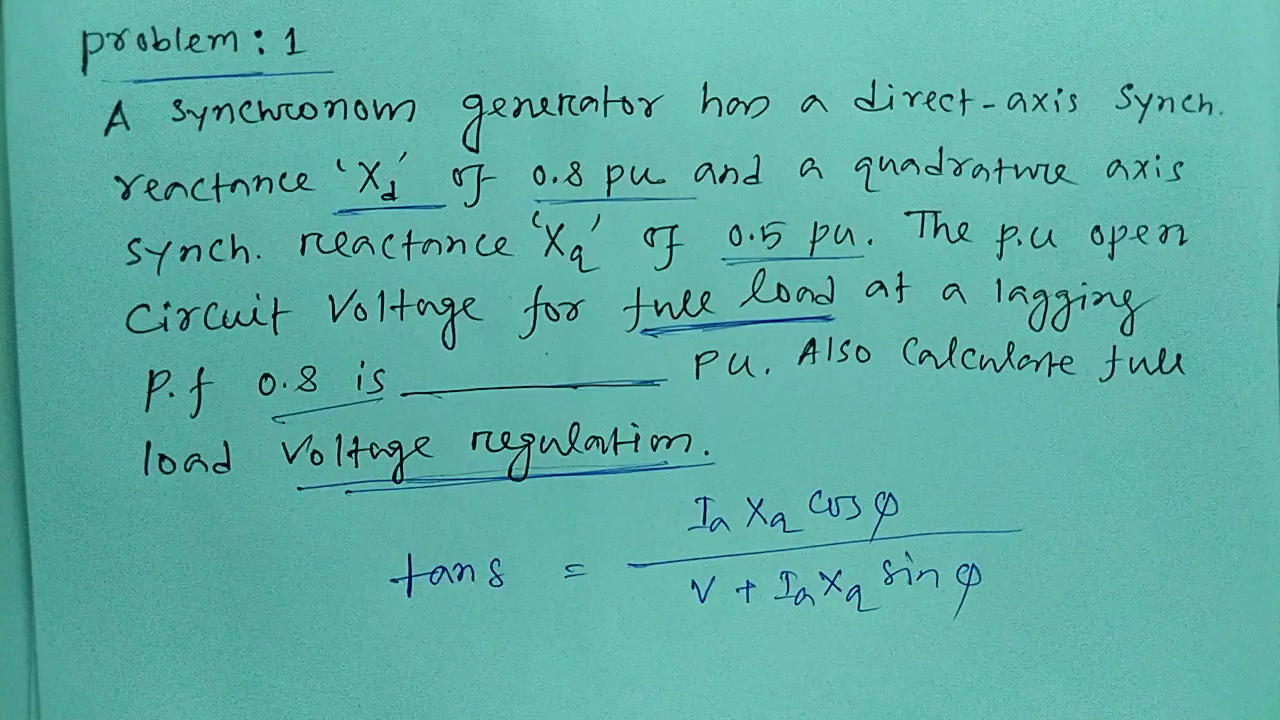 problem: 1
A synchronous generator has a direct-axis synch.
reactance 'Xd' of 0.8 pu and a quadrature axis
synch. reactance 'Xq' of 0.5 pu. The p.u open
circuit voltage for full load at a lagging
P.f 0.8 is ________ PU. Also Calculate full
load voltage regulation.
tan δ = Ia Xq cos φ / V + Ia Xq sin φ